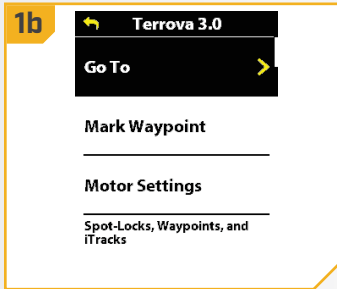 1b
Terrova 3.0
Go To
Mark Waypoint
Motor Settings
Spot-Locks, Waypoints, and
iTracks